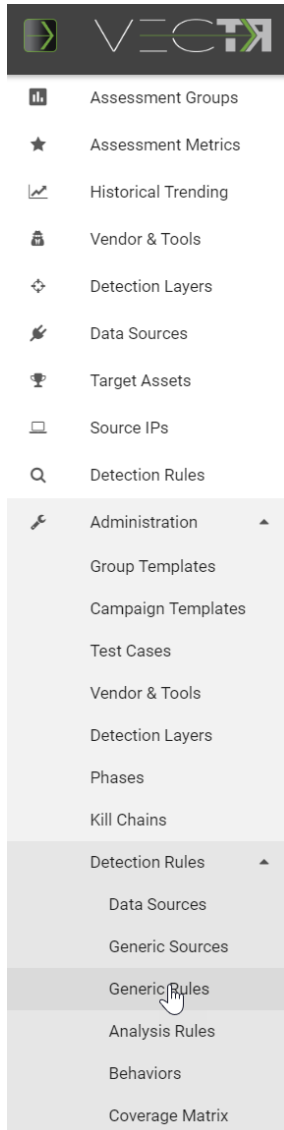 VECTR
Assessment Groups
Assessment Metrics
Historical Trending
Vendor & Tools
Detection Layers
Data Sources
Target Assets
Source IPs
Detection Rules
Administration
Group Templates
Campaign Templates
Test Cases
Vendor & Tools
Detection Layers
Phases
Kill Chains
Detection Rules
Data Sources
Generic Sources
Generic Rules
Analysis Rules
Behaviors
Coverage Matrix